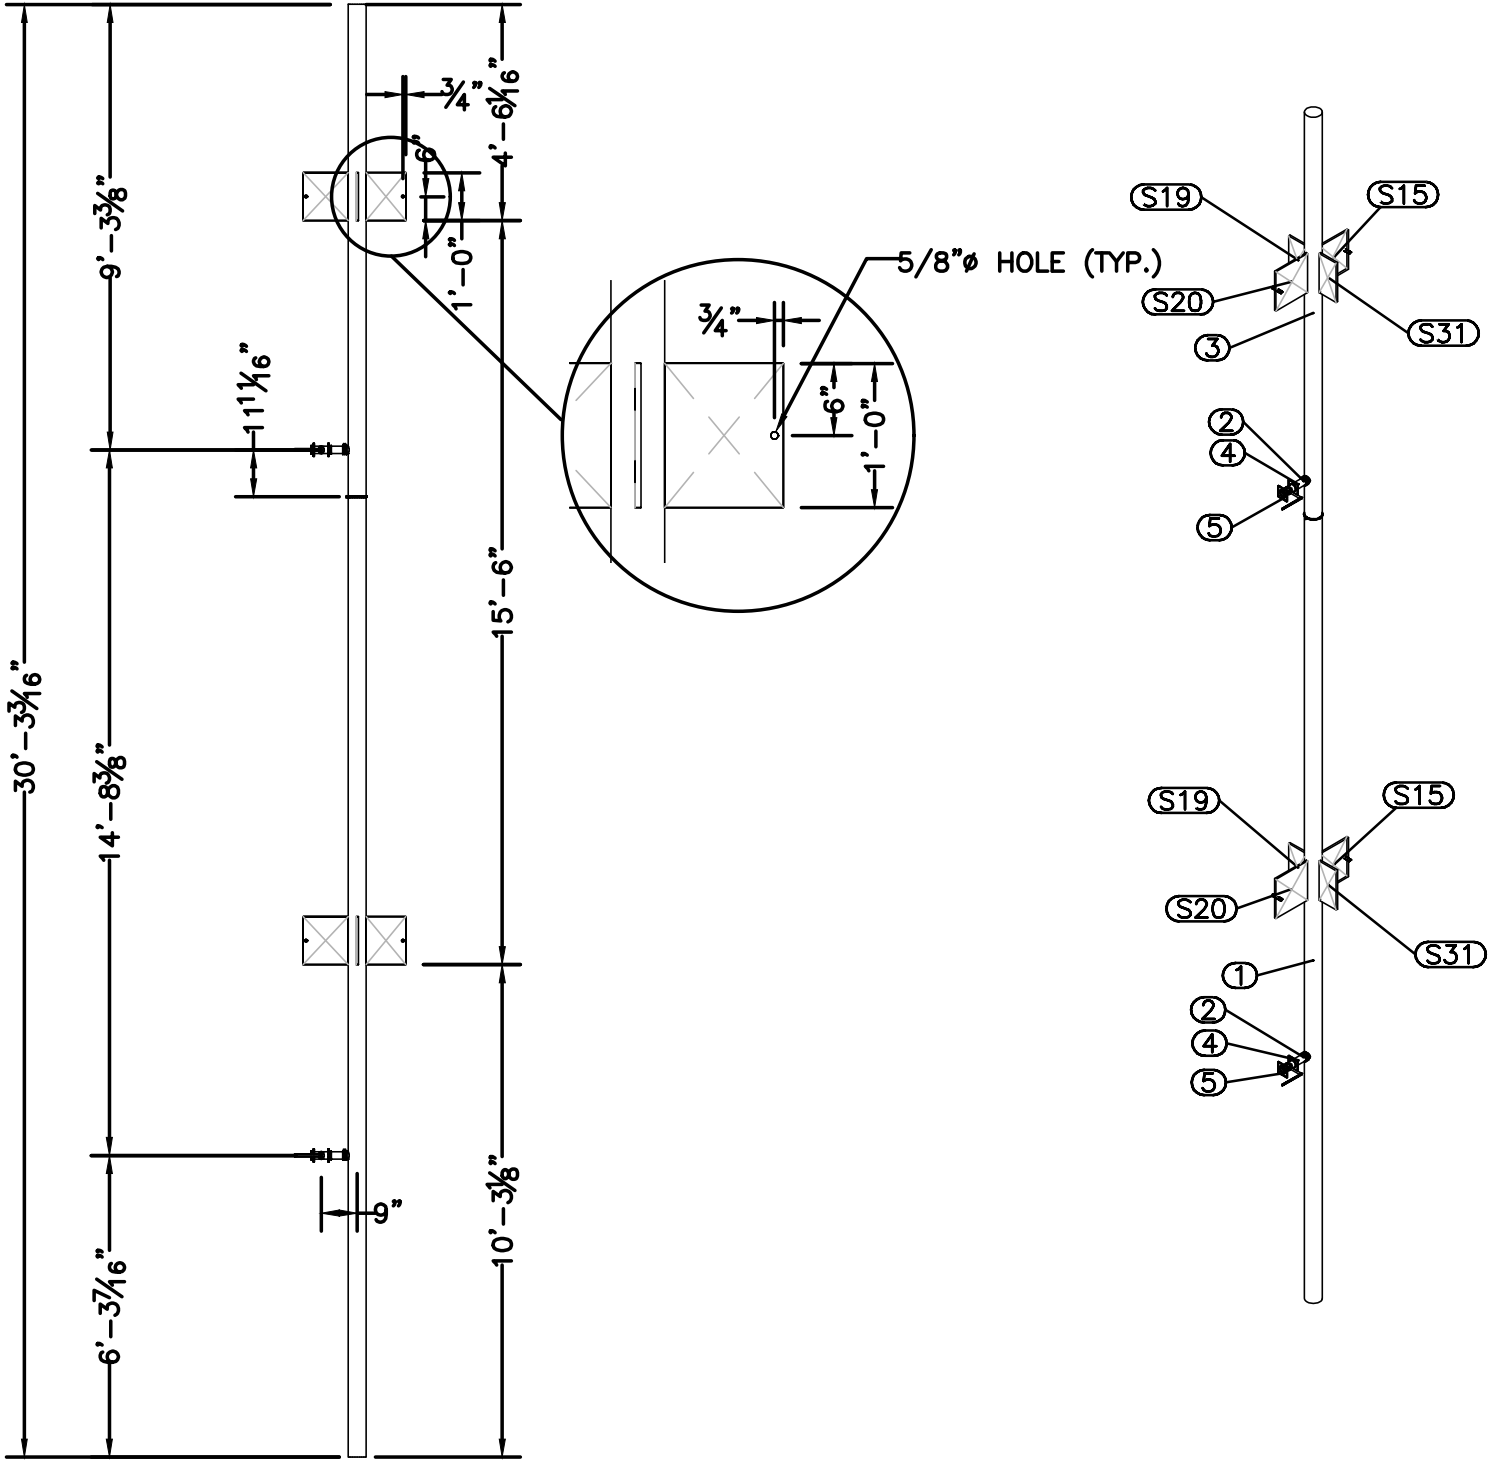 30'-3 3/16"
9'-3 3/8"
14'-8 3/8"
6'-3 7/16"
11 11/16"
9"
3/4"
6"
1'-0"
4'-6 1/16"
15'-6"
10'-3 1/8"
5/8"ø HOLE (TYP.)
3/4"
6"
1'-0"
S19
S15
S20
S31
3
2
4
5
S19
S15
S20
S31
1
2
4
5